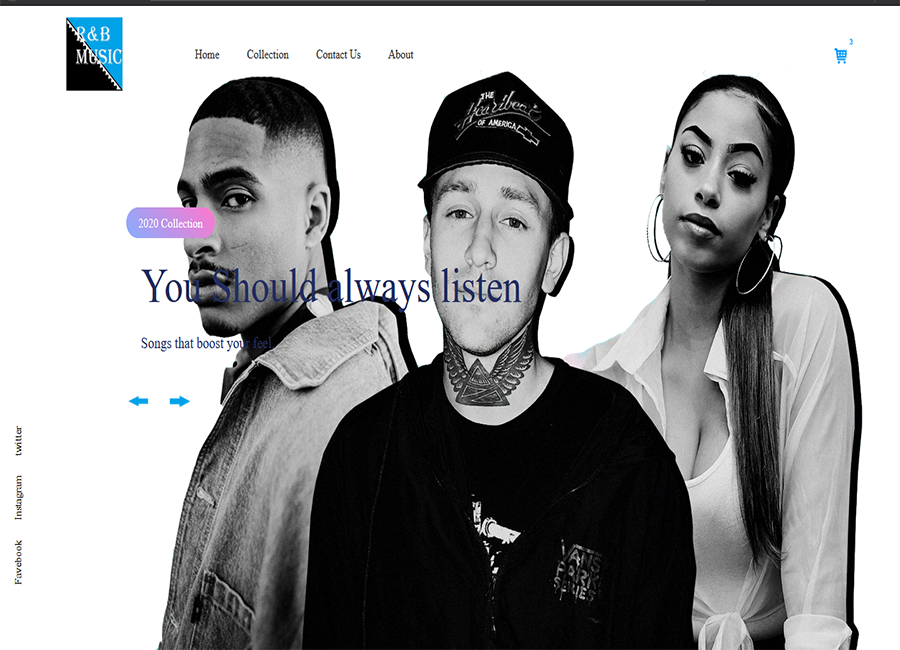 R&B
MUSIC
Home Collection Contact Us About
3
THE
Heartbeat
OF AMERICA
2020 Collection
You Should always listen
Songs that boost your feel
twitter
Instagram
Favebook
VANS
PARK
SERIES